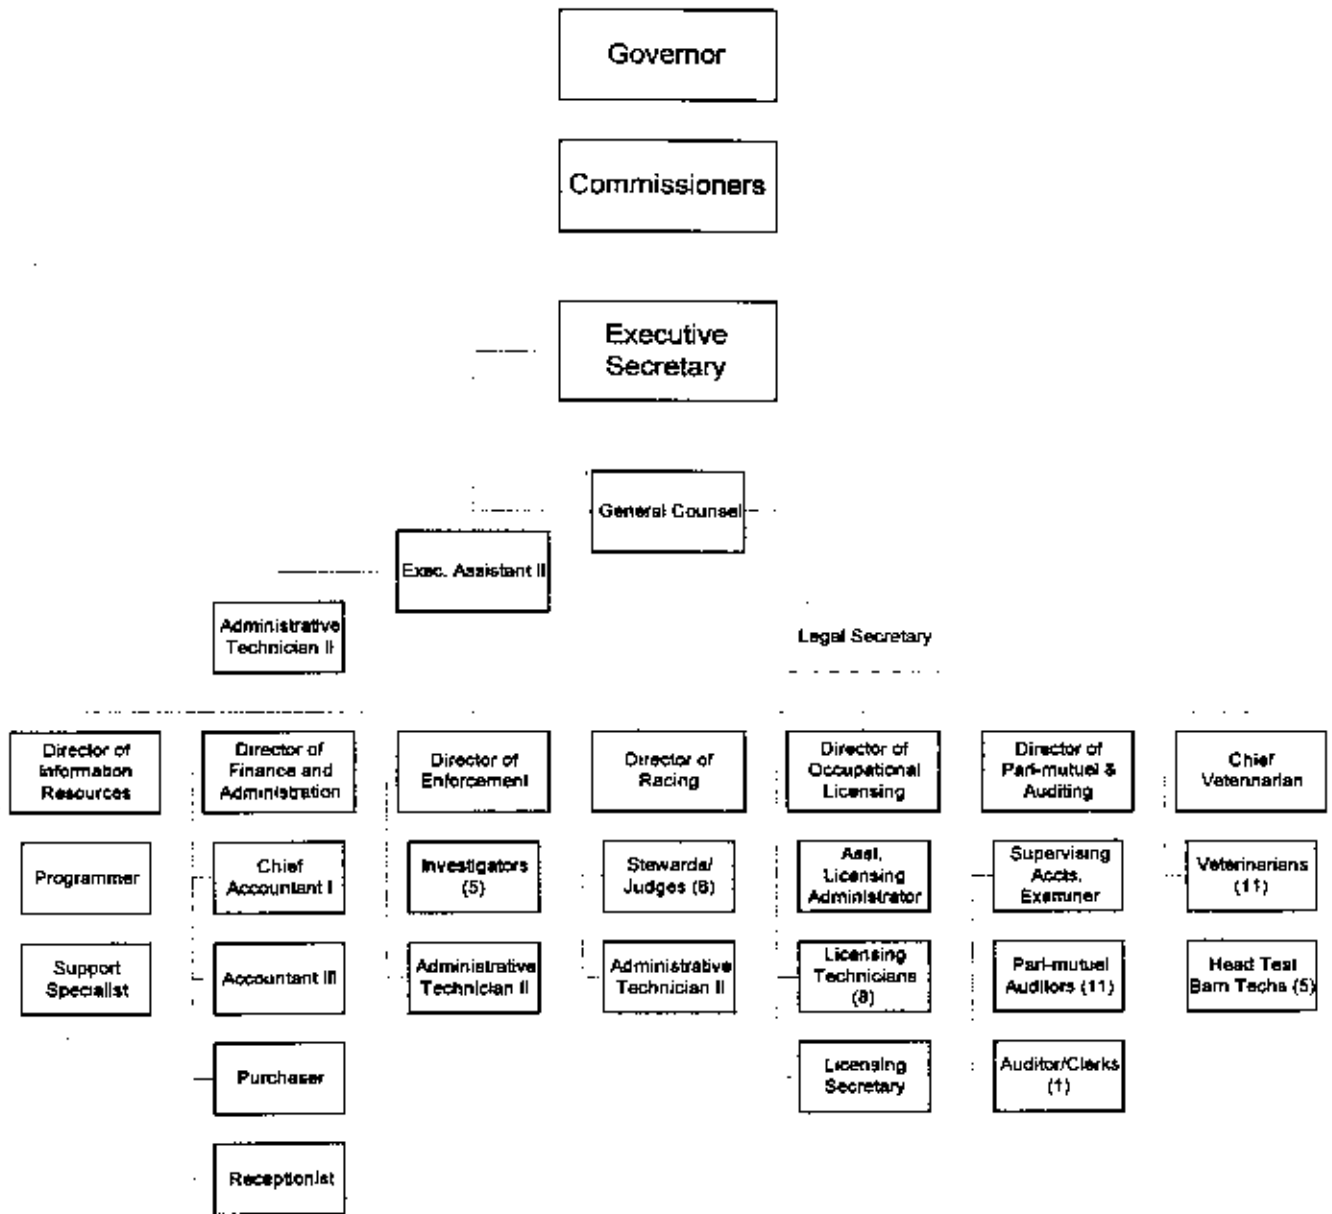 Governor
Commissioners
Executive
Secretary
General Counsel
Exec. Assistant II
Administrative
Technician II
Legal Secretary
Director of
Information
Resources
Director of
Finance and
Administration
Director of
Enforcement
Director of
Racing
Director of
Occupational
Licensing
Director of
Pari-mutuel &
Auditing
Chief
Veterinarian
Programmer
Chief
Accountant I
Investigators
(5)
Stewards/
Judges (6)
Asst.
Licensing
Administrator
Supervising
Accts.
Examiner
Veterinarians
(11)
Support
Specialist
Accountant III
Administrative
Technician II
Administrative
Technician II
Licensing
Technicians
(8)
Pari-mutuel
Auditors (11)
Head Test
Barn Techs (5)
Purchaser
Licensing
Secretary
Auditor/Clerks
(1)
Receptionist